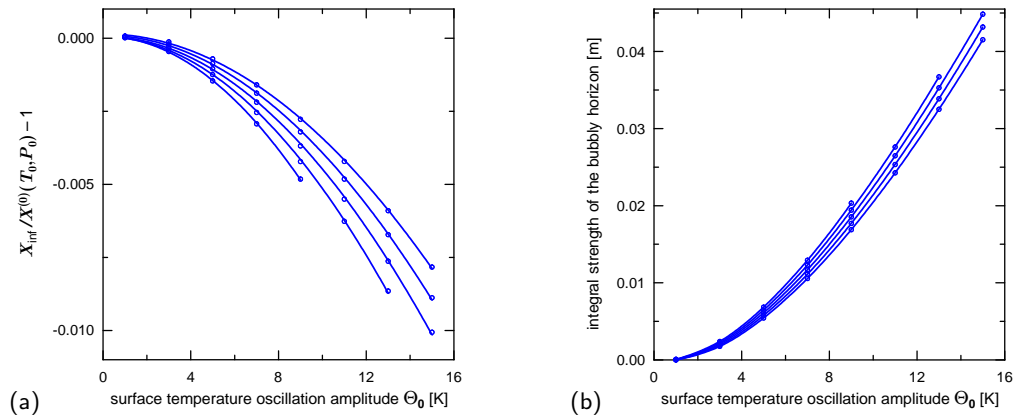 0.000
-0.005
-0.010
X_inf/X^(0)(T_0,P_0)−1
0 4 8 12 16
surface temperature oscillation amplitude Θ_0 [K]
(a)
0.04
0.03
0.02
0.01
0.00
integral strength of the bubbly horizon [m]
0 4 8 12 16
surface temperature oscillation amplitude Θ_0 [K]
(b)